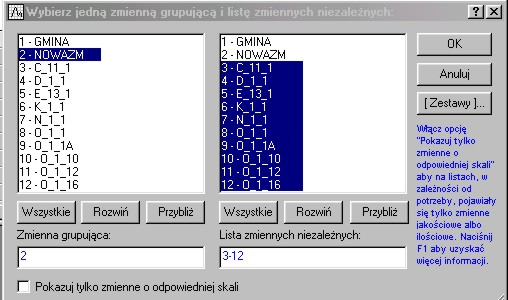 Wybierz jedną zmienną grupującą i listę zmiennych niezależnych:
1 - GMINA
2 - NOWAZM
3 - C_11_1
4 - D_1_1
5 - E_13_1
6 - K_1_1
7 - N_1_1
8 - O_1_1
9 - O_1_1A
10 - O_1_10
11 - O_1_12
12 - O_1_16
1 - GMINA
2 - NOWAZM
3 - C_11_1
4 - D_1_1
5 - E_13_1
6 - K_1_1
7 - N_1_1
8 - O_1_1
9 - O_1_1A
10 - O_1_10
11 - O_1_12
12 - O_1_16
OK
Anuluj
[ Zestawy ]...
Włącz opcję
"Pokazuj tylko
zmienne o
odpowiedniej skali"
aby na listach, w
zależności od
potrzeby, pojawiały
się tylko zmienne
jakościowe albo
ilościowe. Naciśnij
F1 aby uzyskać
więcej informacji.
Wszystkie Rozwiń Przybliż
Wszystkie Rozwiń Przybliż
Zmienna grupująca:
2
Lista zmiennych niezależnych:
3-12
Pokazuj tylko zmienne o odpowiedniej skali